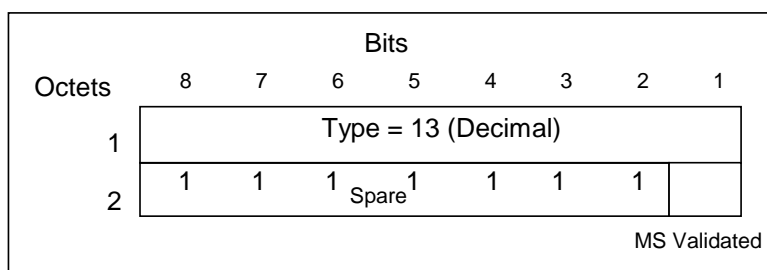 Bits
Octets 8 7 6 5 4 3 2 1
1 Type = 13 (Decimal)
2 1 1 1 1 1 1 1
Spare
MS Validated